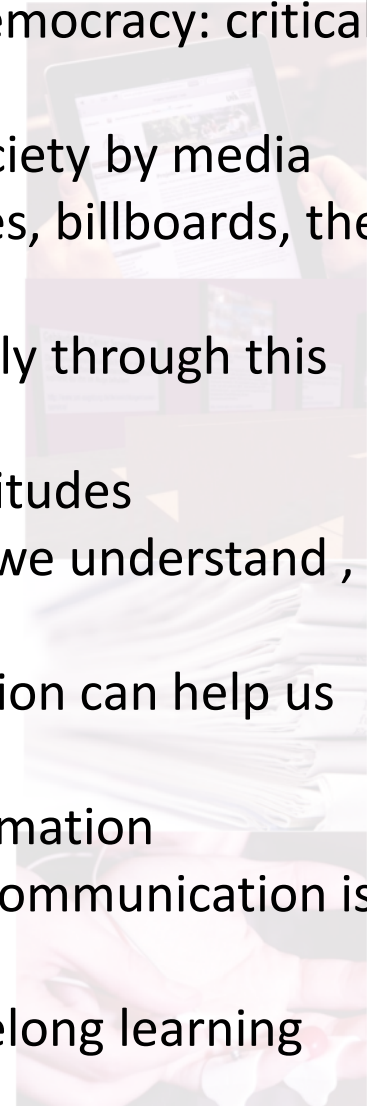 emocracy: critical
ciety by media
es, billboards, the
ly through this
itudes
we understand ,
ion can help us
mation
ommunication is
elong learning